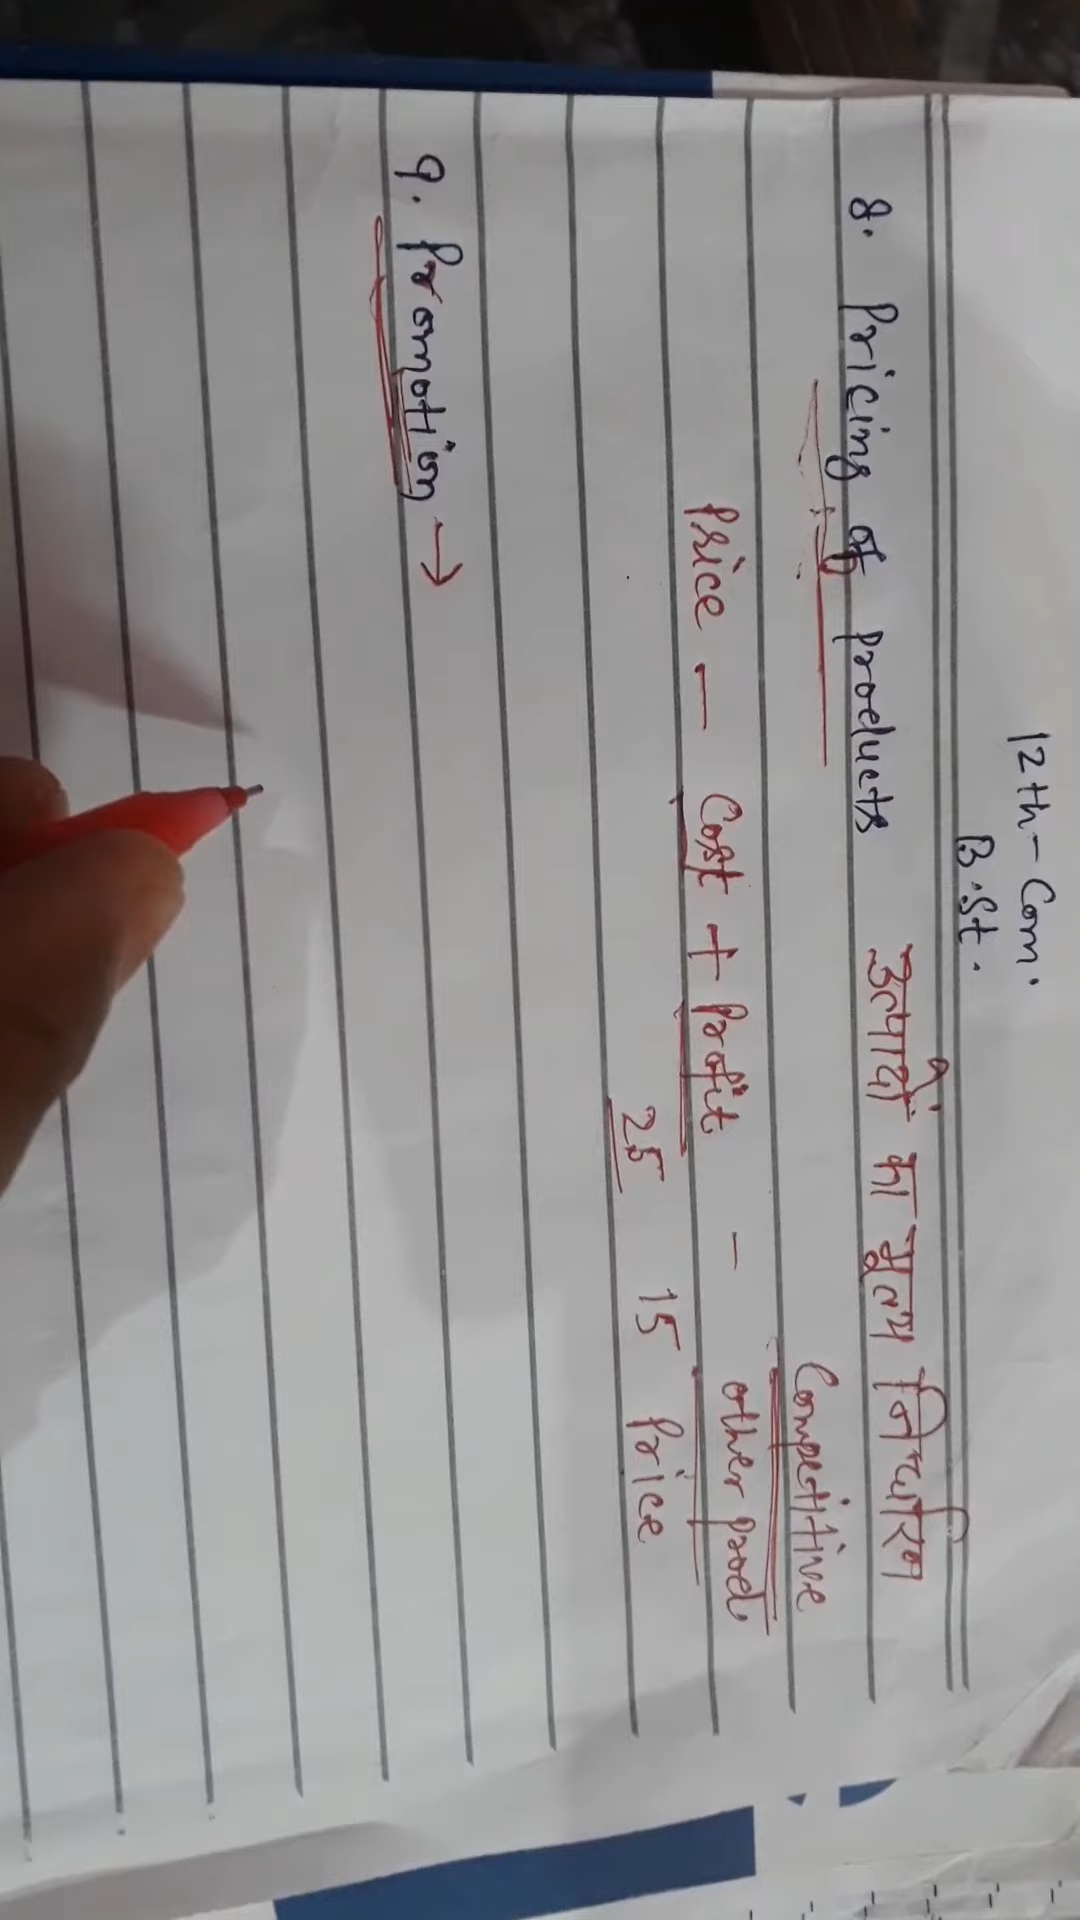 12th - Com.
B.St.
8. Pricing of products उत्पादों का मुल्य निर्धारण
Competitive
Price - Cost + Profit - other prod.
25 15 Price
9. Promotion →